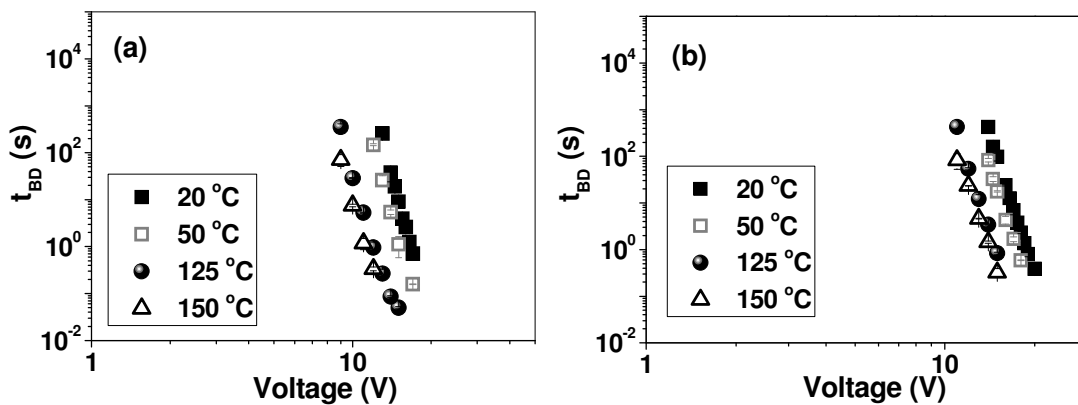 (a)
10⁴
10²
10⁰
10⁻²
t_BD (s)
20 °C
50 °C
125 °C
150 °C
1
10
Voltage (V)
(b)
10⁴
10²
10⁰
10⁻²
t_BD (s)
20 °C
50 °C
125 °C
150 °C
1
10
Voltage (V)